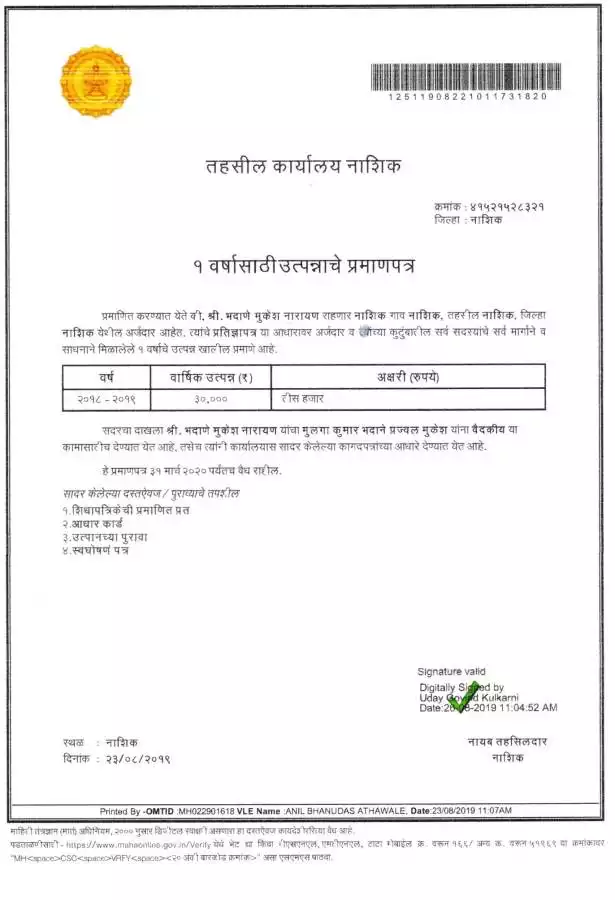 12511908221011731820
तहसील कार्यालय नाशिक
क्रमांक : ४१५२१५२८३२१
जिल्हा : नाशिक
१ वर्षासाठी उत्पन्नाचे प्रमाणपत्र
प्रमाणित करण्यात येते की, श्री. भदाणे मुकेश नारायण राहणार नाशिक गाव नाशिक, तहसील नाशिक, जिल्हा
नाशिक येथील अर्जदार आहेत. त्यांचे प्रतिज्ञापत्र या आधारावर अर्जदार व त्यांच्या कुटुंबातील सर्व सदस्यांचे सर्व मार्गाने व
साधनाने मिळालेले १ वर्षाचे उत्पन्न खालील प्रमाणे आहे.
वर्ष वार्षिक उत्पन्न (₹) अक्षरी (रुपये)
२०१८ - २०१९ ३०,००० तीस हजार
सदरचा दाखला श्री. भदाणे मुकेश नारायण यांचा मुलगा कुमार भदाने प्रज्वल मुकेश यांना वैदकीय या
कामासाठीच देण्यात येत आहे. तसेच त्यांनी कार्यालयास सादर केलेल्या कागदपत्रांच्या आधारे देण्यात येत आहे.
हे प्रमाणपत्र ३१ मार्च २०२० पर्यंतच वैध राहील.
सादर केलेल्या दस्तऐवज / पुराव्याचे तपशील
१.शिधापत्रिकेची प्रमाणित प्रत
२.आधार कार्ड
३.उत्पानच्या पुरावा
४.स्वघोषणं पत्र
Signature valid
Digitally Signed by
Uday Govind Kulkarni
Date:26-08-2019 11:04:52 AM
स्थळ : नाशिक
नायब तहसिलदार
दिनांक : २३/०८/२०१९
नाशिक
Printed By -OMTID :MH022901618 VLE Name :ANIL BHANUDAS ATHAWALE, Date:23/08/2019 11:07AM
माहिती तंत्रज्ञान (मातं) अधिनियम, २००० नुसार डिजीटल स्वाक्षरी असणारा हा दस्तऐवज कायदेशीररित्या वैध आहे.
पडताळणीसाठी - https://www.mahaonline.gov.in/Verify येथे भेट द्या किंवा बीएसएनएल, एमटीएनएल, टाटा मोबाईल क्र. वरून १६६/ अन्य क्र. वरून ५१९६९ या क्रमांकावर
"MH<space>CSC<space>VRFY<space><२० अंकी बारकोड क्रमांक>" असा एसएमएस पाठवा.